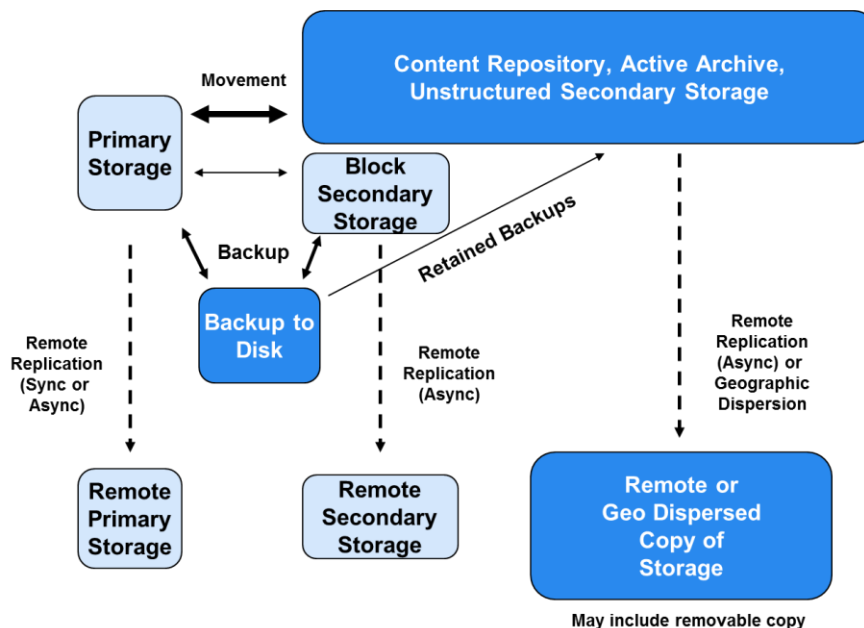 Content Repository, Active Archive,
Unstructured Secondary Storage
Movement
Primary
Storage
Block
Secondary
Storage
Backup
Retained Backups
Backup to
Disk
Remote
Replication
(Sync or
Async)
Remote
Replication
(Async)
Remote
Replication
(Async) or
Geographic
Dispersion
Remote
Primary
Storage
Remote
Secondary
Storage
Remote or
Geo Dispersed
Copy of
Storage
May include removable copy